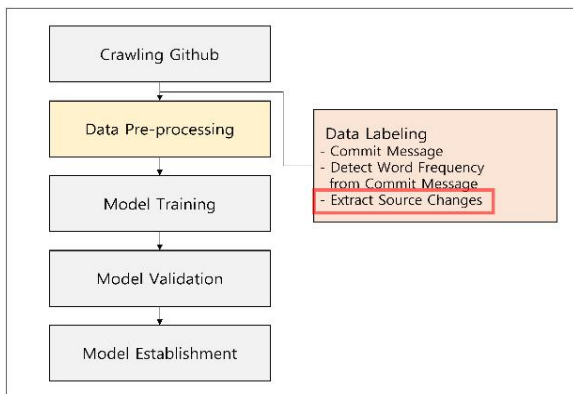 Crawling Github
Data Pre-processing
Model Training
Model Validation
Model Establishment
Data Labeling
- Commit Message
- Detect Word Frequency
from Commit Message
- Extract Source Changes